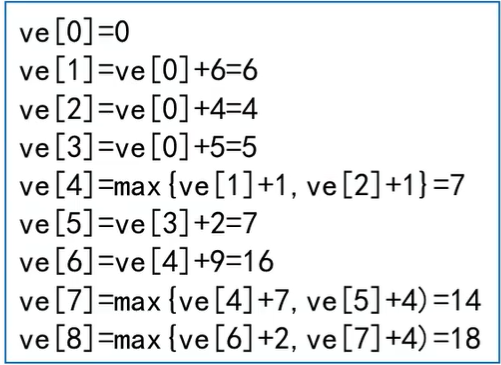 ve[0]=0
ve[1]=ve[0]+6=6
ve[2]=ve[0]+4=4
ve[3]=ve[0]+5=5
ve[4]=max{ve[1]+1,ve[2]+1}=7
ve[5]=ve[3]+2=7
ve[6]=ve[4]+9=16
ve[7]=max{ve[4]+7,ve[5]+4)=14
ve[8]=max{ve[6]+2,ve[7]+4)=18